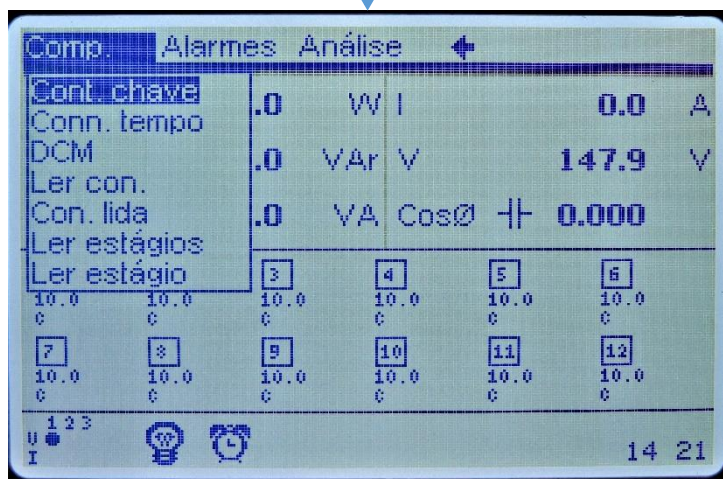 Comp. Alarmes Análise
Cont. chave
Conn. tempo
DCM
Ler con.
Con. lida
Ler estágios
Ler estágio
.0 W I 0.0 A
.0 VAr V 147.9 V
.0 VA CosØ 0.000
3 4 5 6
10.0 10.0 10.0 10.0 10.0 10.0
C C C C C C
7 8 9 10 11 12
10.0 10.0 10.0 10.0 10.0 10.0
C C C C C C
1 2 3
V
I
14 21